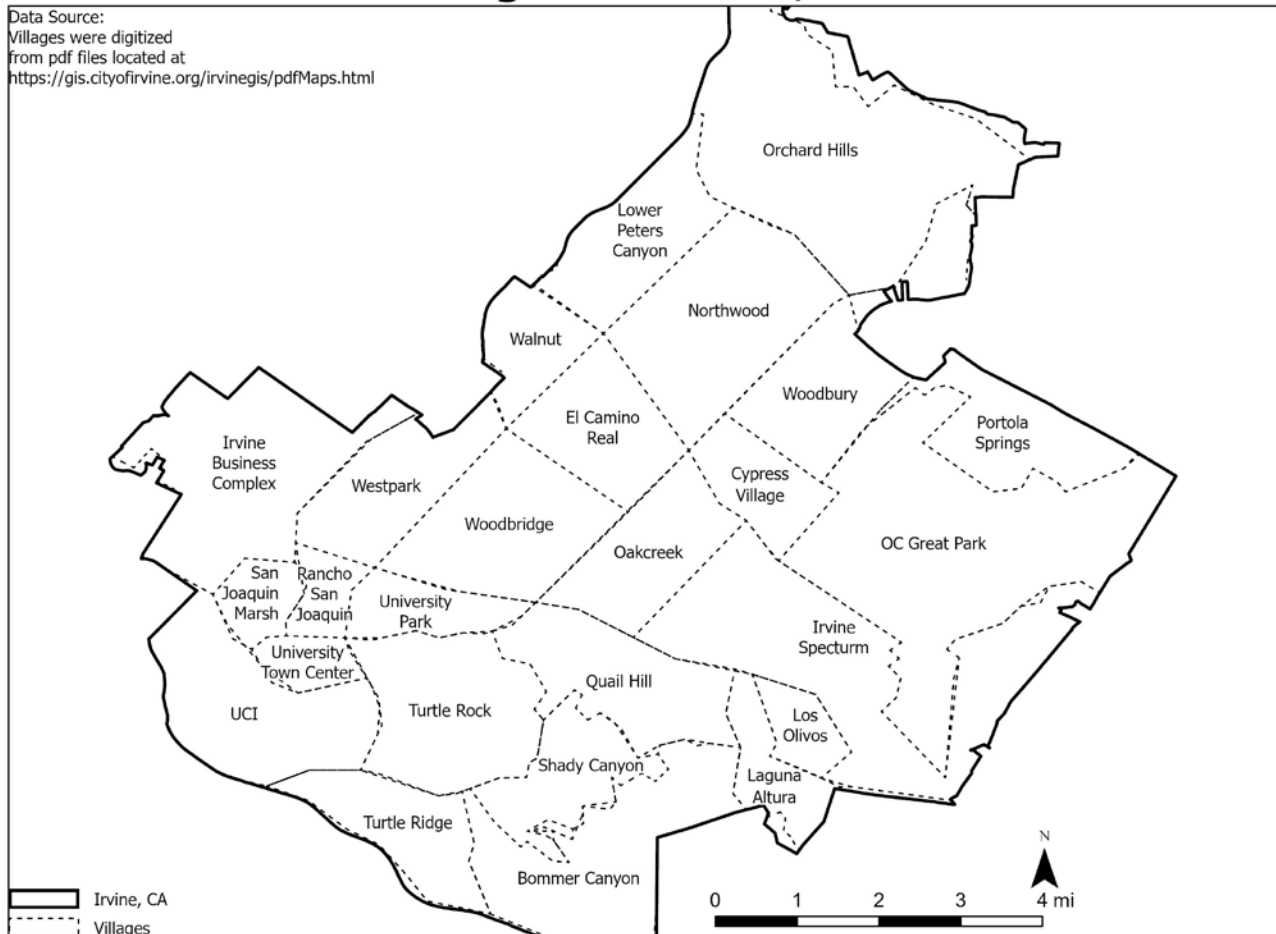 Data Source:
Villages were digitized
from pdf files located at
https://gis.cityofirvine.org/irvinegis/pdfMaps.html
Orchard Hills
Lower
Peters
Canyon
Northwood
Walnut
Woodbury
El Camino
Real
Portola
Springs
Irvine
Business
Complex
Westpark
Cypress
Village
Woodbridge
Oakcreek
OC Great Park
San
Joaquin
Marsh
Rancho
San
Joaquin
University
Park
Irvine
Specturm
University
Town Center
Quail Hill
UCI
Turtle Rock
Los
Olivos
Shady Canyon
Laguna
Altura
Turtle Ridge
Bommer Canyon
N
0 1 2 3 4 mi
Irvine, CA
Villages